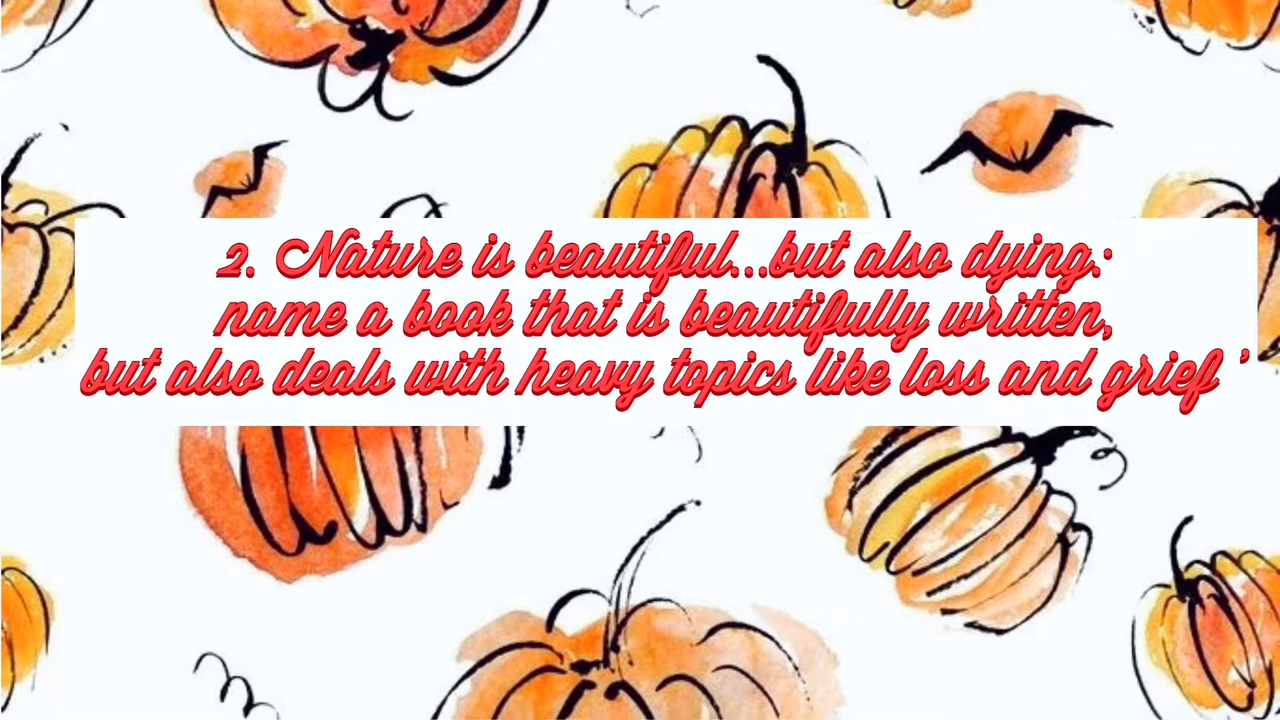 2. Nature is beautiful...but also dying:
name a book that is beautifully written,
but also deals with heavy topics like loss and grief '